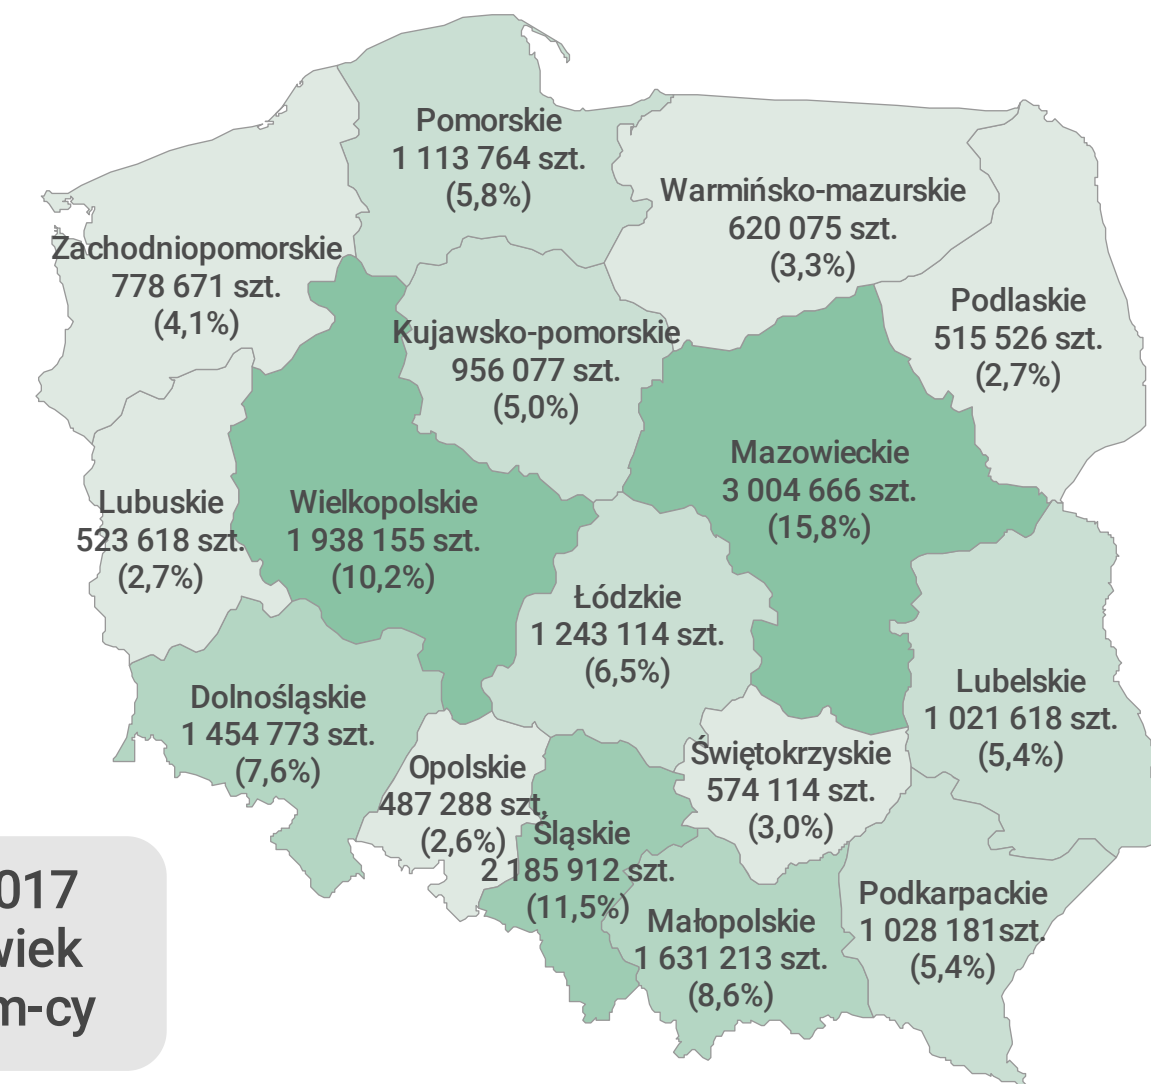 Pomorskie
1 113 764 szt.
(5,8%)
Warmińsko-mazurskie
620 075 szt.
(3,3%)
Zachodniopomorskie
778 671 szt.
(4,1%)
Podlaskie
515 526 szt.
(2,7%)
Kujawsko-pomorskie
956 077 szt.
(5,0%)
Mazowieckie
3 004 666 szt.
(15,8%)
Lubuskie
523 618 szt.
(2,7%)
Wielkopolskie
1 938 155 szt.
(10,2%)
Łódzkie
1 243 114 szt.
(6,5%)
Lubelskie
1 021 618 szt.
(5,4%)
Dolnośląskie
1 454 773 szt.
(7,6%)
Opolskie
487 288 szt.
(2,6%)
Świętokrzyskie
574 114 szt.
(3,0%)
Śląskie
2 185 912 szt.
(11,5%)
Małopolskie
1 631 213 szt.
(8,6%)
Podkarpackie
1 028 181szt.
(5,4%)
017
wiek
m-cy